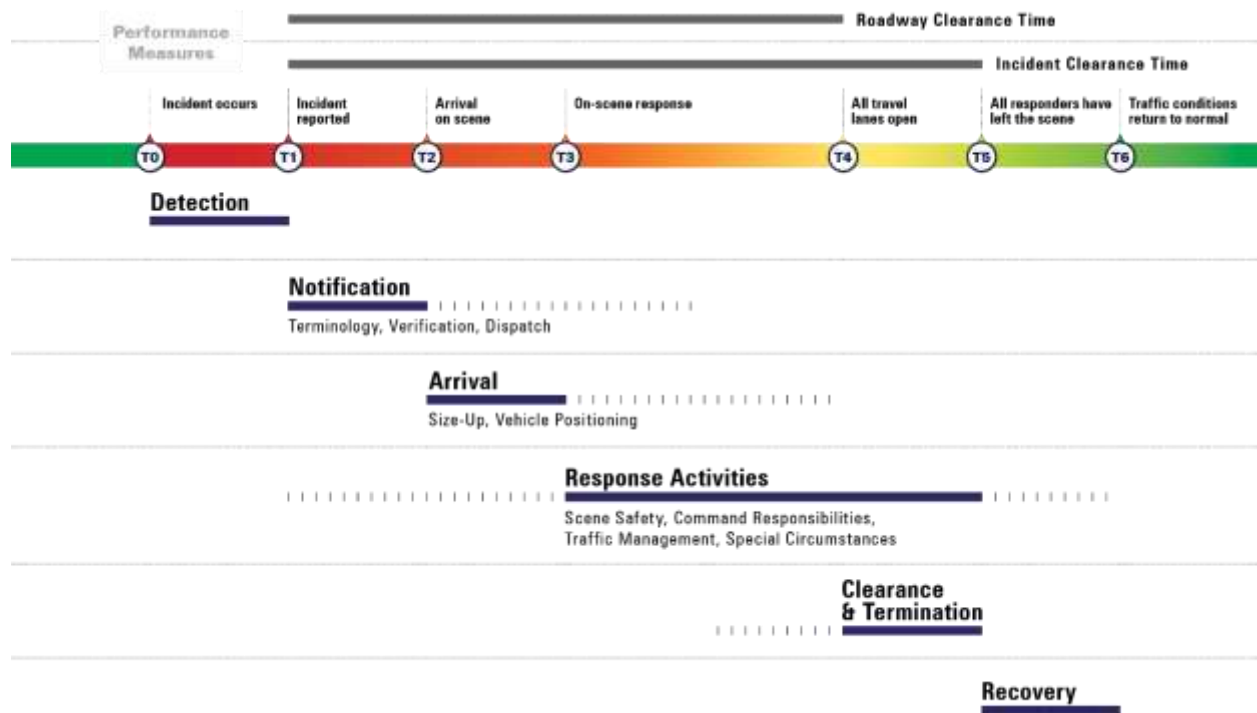 Performance
Measures
Roadway Clearance Time
Incident Clearance Time
Incident occurs
Incident
reported
Arrival
on scene
On-scene response
All travel
lanes open
All responders have
left the scene
Traffic conditions
return to normal
T0
T1
T2
T3
T4
T5
T6
Detection
Notification
Terminology, Verification, Dispatch
Arrival
Size-Up, Vehicle Positioning
Response Activities
Scene Safety, Command Responsibilities,
Traffic Management, Special Circumstances
Clearance
& Termination
Recovery